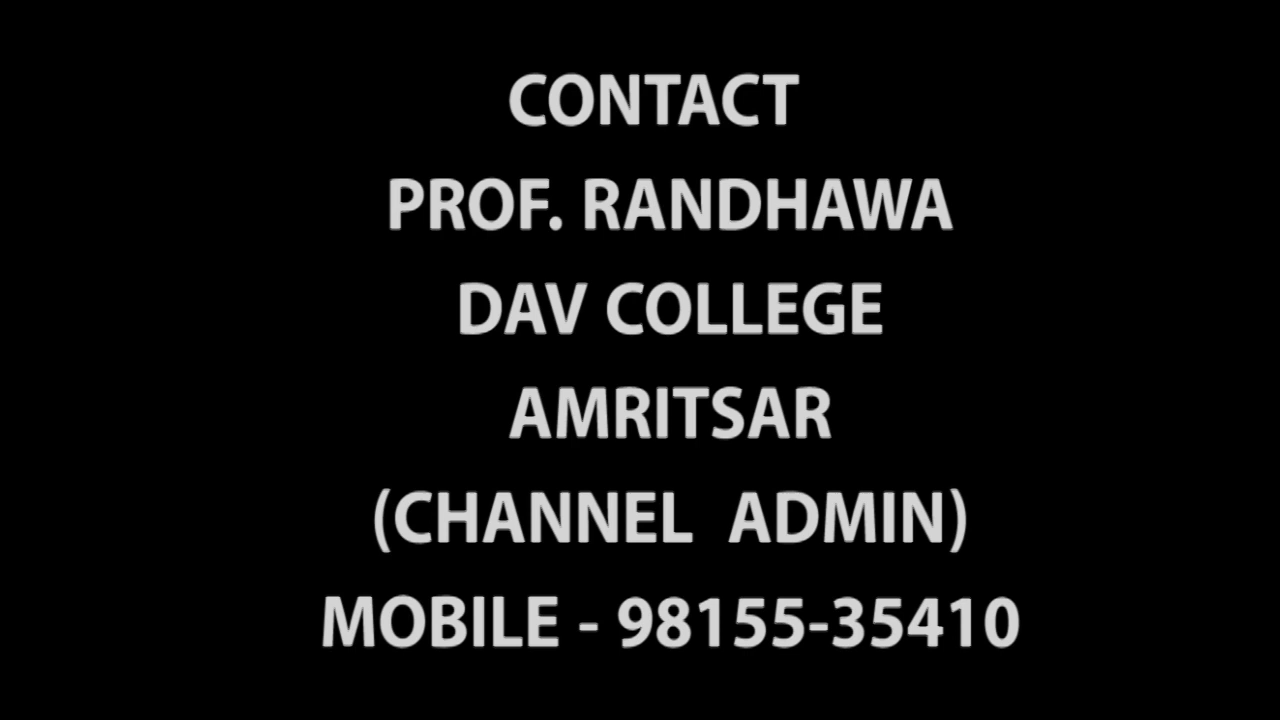 CONTACT
PROF. RANDHAWA
DAV COLLEGE
AMRITSAR
(CHANNEL ADMIN)
MOBILE - 98155-35410